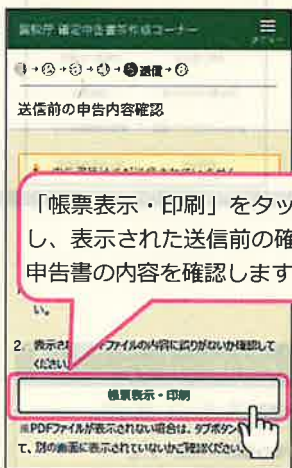 国税庁 確定申告書等作成コーナー
メニュー
①→②→③→④→❺送信→⑥
送信前の申告内容確認
「帳票表示・印刷」をタッ
し、表示された送信前の確
申告書の内容を確認します
い。
2. 表示さ ファイルの内容に誤りがないか確認して
ください
帳票表示・印刷
※PDFファイルが表示されない場合は、タブボタン
て、別の画面に表示されていないかご確認ください。